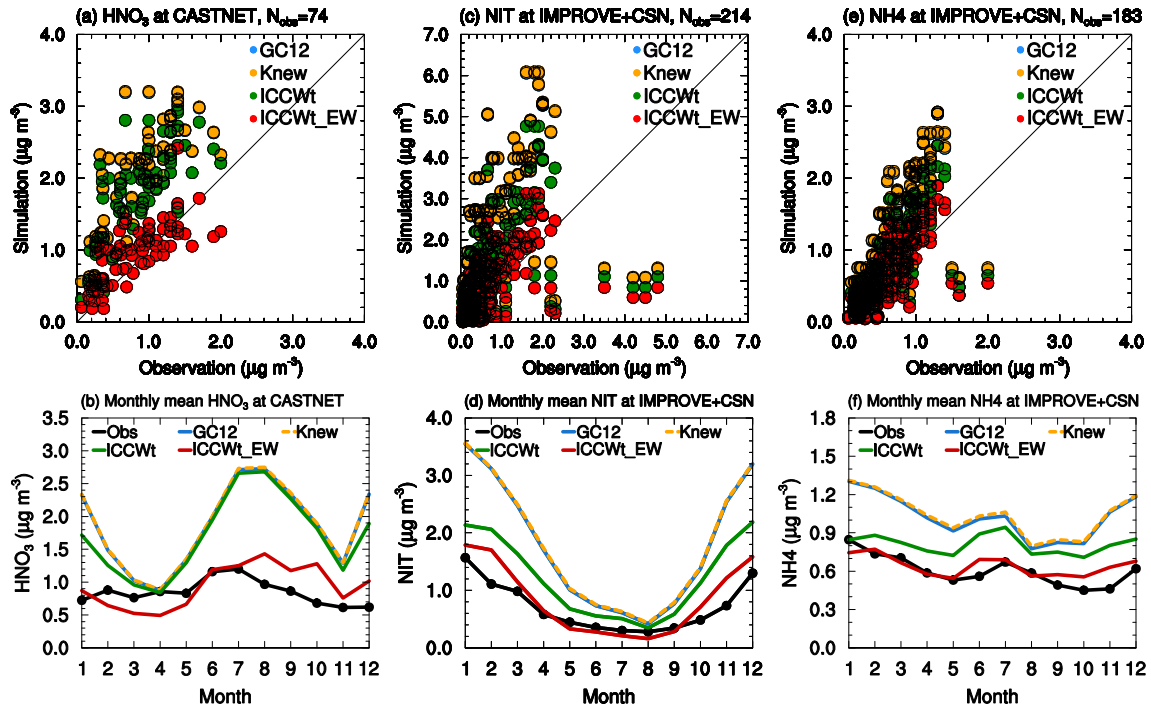 (a) HNO₃ at CASTNET, Nobs=74
GC12
Knew
ICCWt
ICCWt_EW
Simulation (µg m⁻³)
4.0
3.0
2.0
1.0
0.0
0.0 1.0 2.0 3.0 4.0
Observation (µg m⁻³)
(c) NIT at IMPROVE+CSN, Nobs=214
GC12
Knew
ICCWt
ICCWt_EW
Simulation (µg m⁻³)
7.0
6.0
5.0
4.0
3.0
2.0
1.0
0.0
0.0 1.0 2.0 3.0 4.0 5.0 6.0 7.0
Observation (µg m⁻³)
(e) NH4 at IMPROVE+CSN, Nobs=183
GC12
Knew
ICCWt
ICCWt_EW
Simulation (µg m⁻³)
4.0
3.0
2.0
1.0
0.0
0.0 1.0 2.0 3.0 4.0
Observation (µg m⁻³)
(b) Monthly mean HNO₃ at CASTNET
Obs GC12 Knew
ICCWt ICCWt_EW
HNO₃ (µg m⁻³)
3.5
3.0
2.5
2.0
1.5
1.0
0.5
0.0
1 2 3 4 5 6 7 8 9 10 11 12
Month
(d) Monthly mean NIT at IMPROVE+CSN
Obs GC12 Knew
ICCWt ICCWt_EW
NIT (µg m⁻³)
4.0
3.0
2.0
1.0
0.0
1 2 3 4 5 6 7 8 9 10 11 12
Month
(f) Monthly mean NH4 at IMPROVE+CSN
Obs GC12 Knew
ICCWt ICCWt_EW
NH4 (µg m⁻³)
1.8
1.5
1.2
0.9
0.6
0.3
0.0
1 2 3 4 5 6 7 8 9 10 11 12
Month